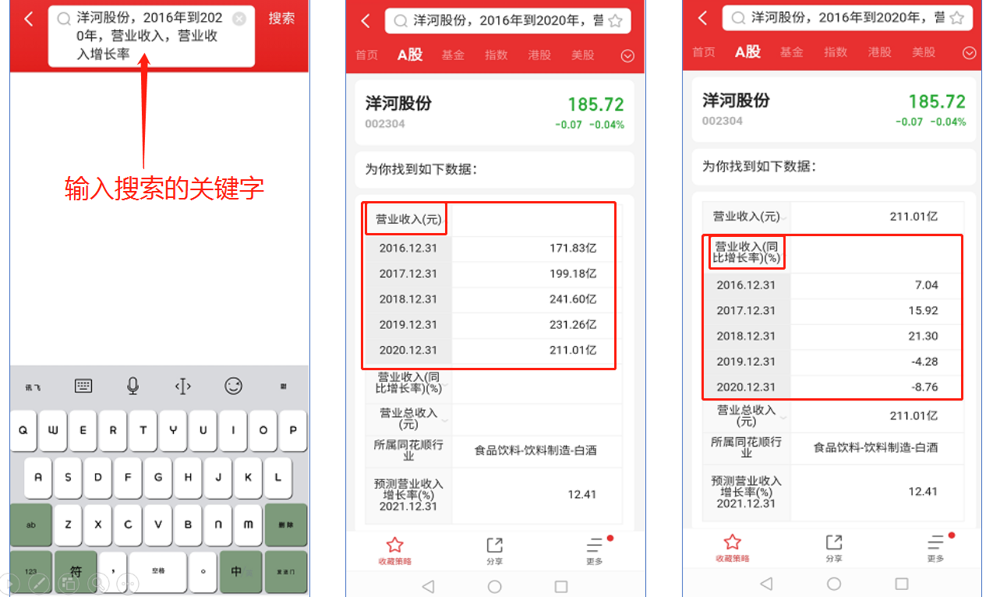 洋河股份，2016年到202
0年，营业收入，营业收
入增长率
搜索
输入搜索的关键字
讯飞
Q W E R T Y U I O P
A S D F G H J K L
ab Z X C V B N M 删除
123 符 ， 空格 。 中
洋河股份，2016年到2020年，营
首页 A股 基金 指数 港股 美股
洋河股份 185.72
002304 -0.07 -0.04%
为你找到如下数据：
营业收入(元)
2016.12.31 171.83亿
2017.12.31 199.18亿
2018.12.31 241.60亿
2019.12.31 231.26亿
2020.12.31 211.01亿
营业收入(同
比增长率)(%)
营业总收入
(元)
所属同花顺行
业 食品饮料-饮料制造-白酒
预测营业收入
增长率(%)
2021.12.31 12.41
收藏策略 分享 更多
洋河股份，2016年到2020年，营
首页 A股 基金 指数 港股 美股
洋河股份 185.72
002304 -0.07 -0.04%
为你找到如下数据：
营业收入(元) 211.01亿
营业收入(同
比增长率)(%)
2016.12.31 7.04
2017.12.31 15.92
2018.12.31 21.30
2019.12.31 -4.28
2020.12.31 -8.76
营业总收入
(元) 211.01亿
所属同花顺行
业 食品饮料-饮料制造-白酒
预测营业收入
增长率(%)
2021.12.31 12.41
收藏策略 分享 更多